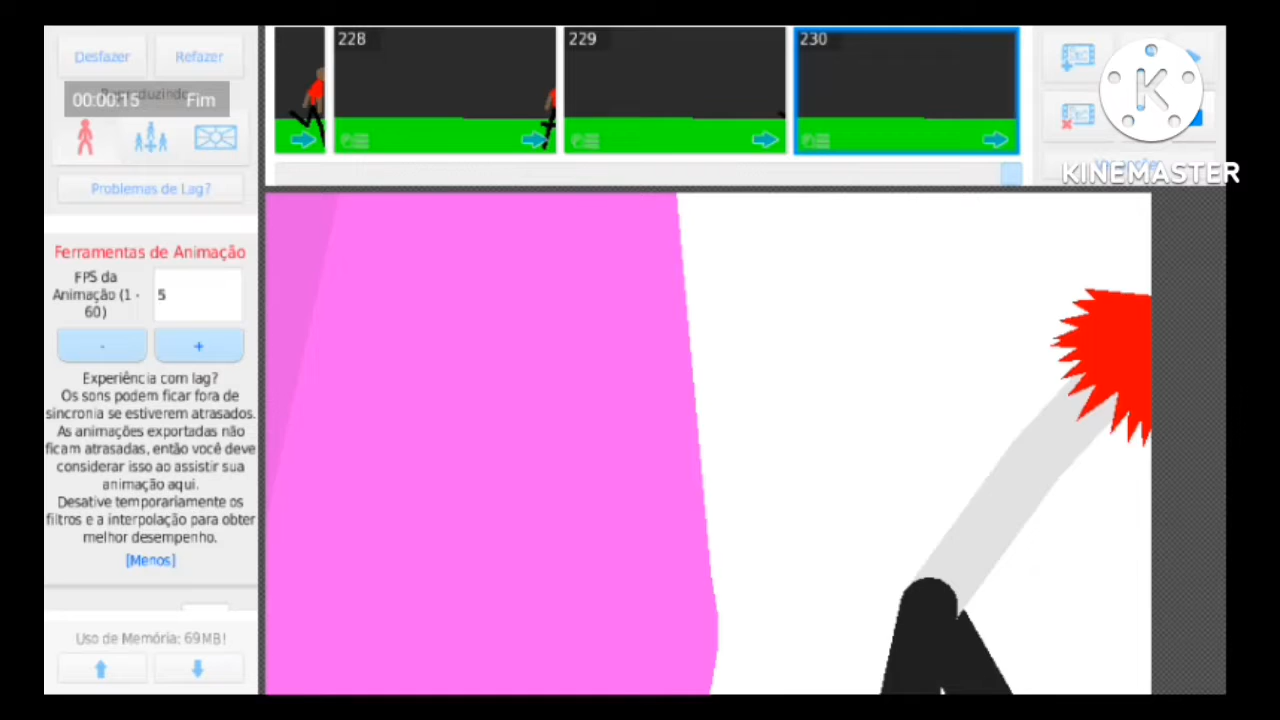 Desfazer Refazer
00:00:15 Fim
Problemas de Lag?
228
229
230
KINEMASTER
Ferramentas de Animação
FPS da
Animação (1 -
60)
5
- +
Experiência com lag?
Os sons podem ficar fora de
sincronia se estiverem atrasados.
As animações exportadas não
ficam atrasadas, então você deve
considerar isso ao assistir sua
animação aqui.
Desative temporariamente os
filtros e a interpolação para obter
melhor desempenho.
[Menos]
Uso de Memória: 69MB!